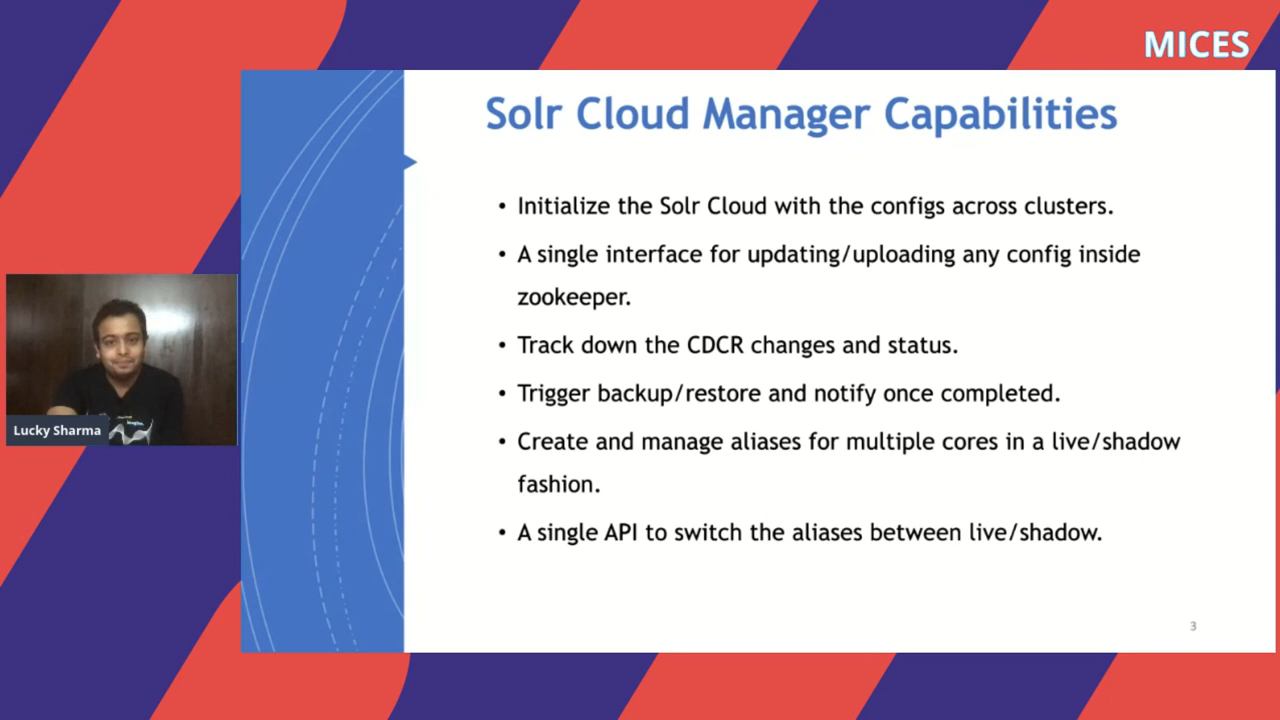 MICES
Solr Cloud Manager Capabilities
• Initialize the Solr Cloud with the configs across clusters.
• A single interface for updating/uploading any config inside
zookeeper.
• Track down the CDCR changes and status.
• Trigger backup/restore and notify once completed.
• Create and manage aliases for multiple cores in a live/shadow
fashion.
• A single API to switch the aliases between live/shadow.
Lucky Sharma
3